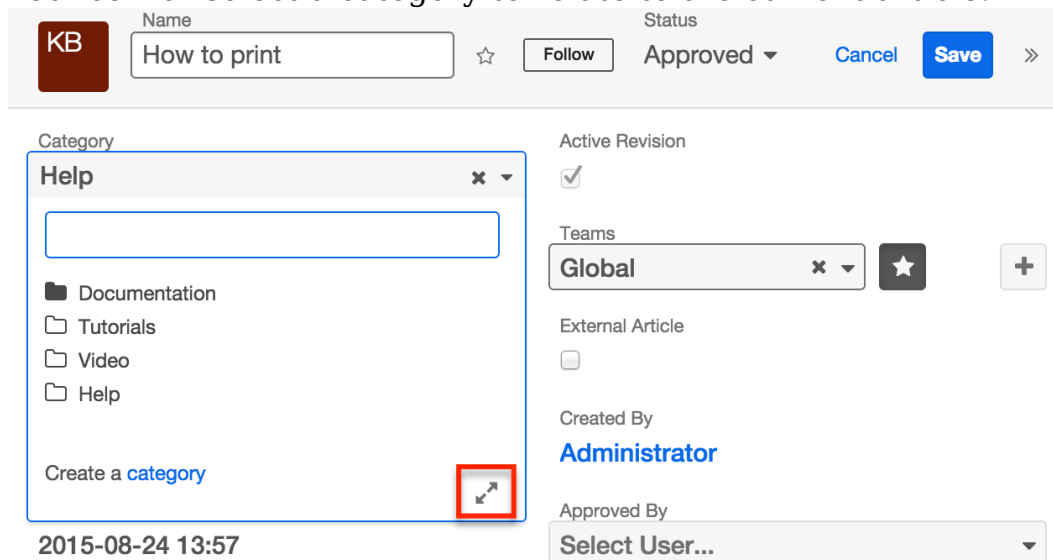 Name
Status
KB
How to print
Follow
Approved
Cancel
Save
Category
Help
Documentation
Tutorials
Video
Help
Create a category
2015-08-24 13:57
Active Revision
Teams
Global
External Article
Created By
Administrator
Approved By
Select User...